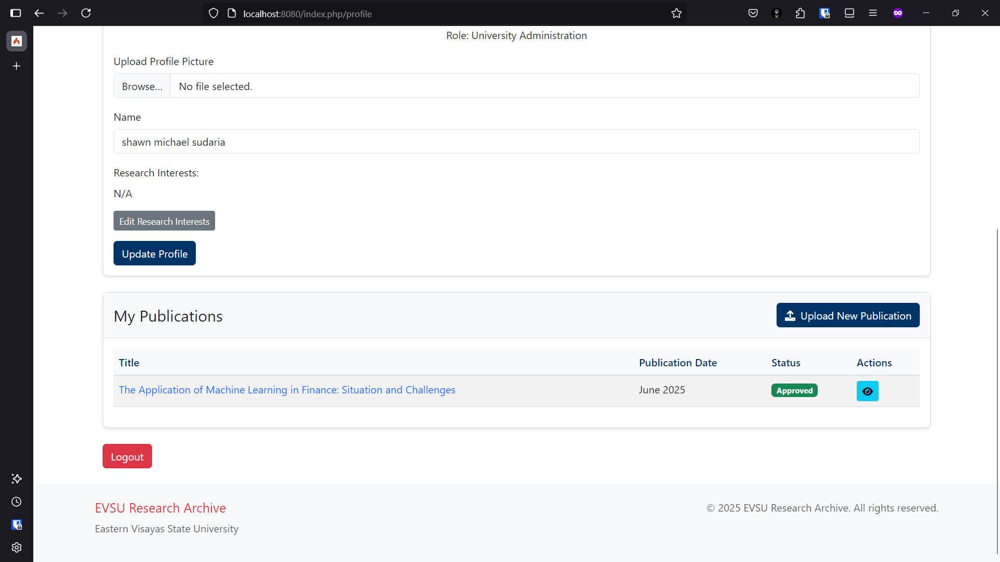 localhost:8080/index.php/profile
Role: University Administration
Upload Profile Picture
Browse... No file selected.
Name
shawn michael sudaria
Research Interests:
N/A
Edit Research Interests
Update Profile
My Publications
Upload New Publication
Title Publication Date Status Actions
The Application of Machine Learning in Finance: Situation and Challenges June 2025 Approved
Logout
EVSU Research Archive
© 2025 EVSU Research Archive. All rights reserved.
Eastern Visayas State University